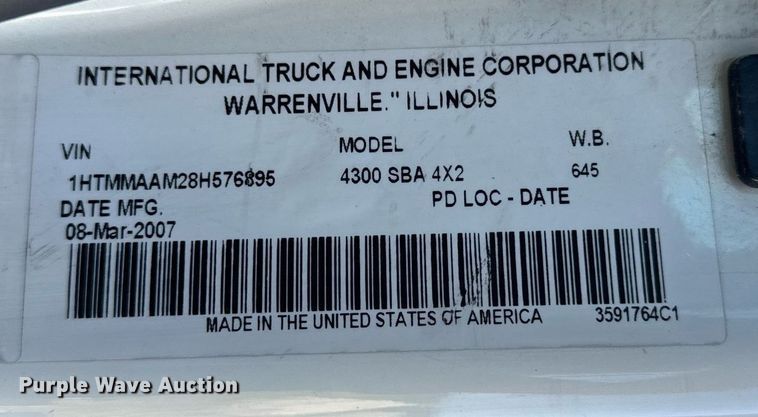 INTERNATIONAL TRUCK AND ENGINE CORPORATION
WARRENVILLE." ILLINOIS
VIN MODEL W.B.
1HTMMAAM28H576895 4300 SBA 4X2 645
DATE MFG. PD LOC - DATE
08-Mar-2007
MADE IN THE UNITED STATES OF AMERICA 3591764C1
Purple Wave Auction